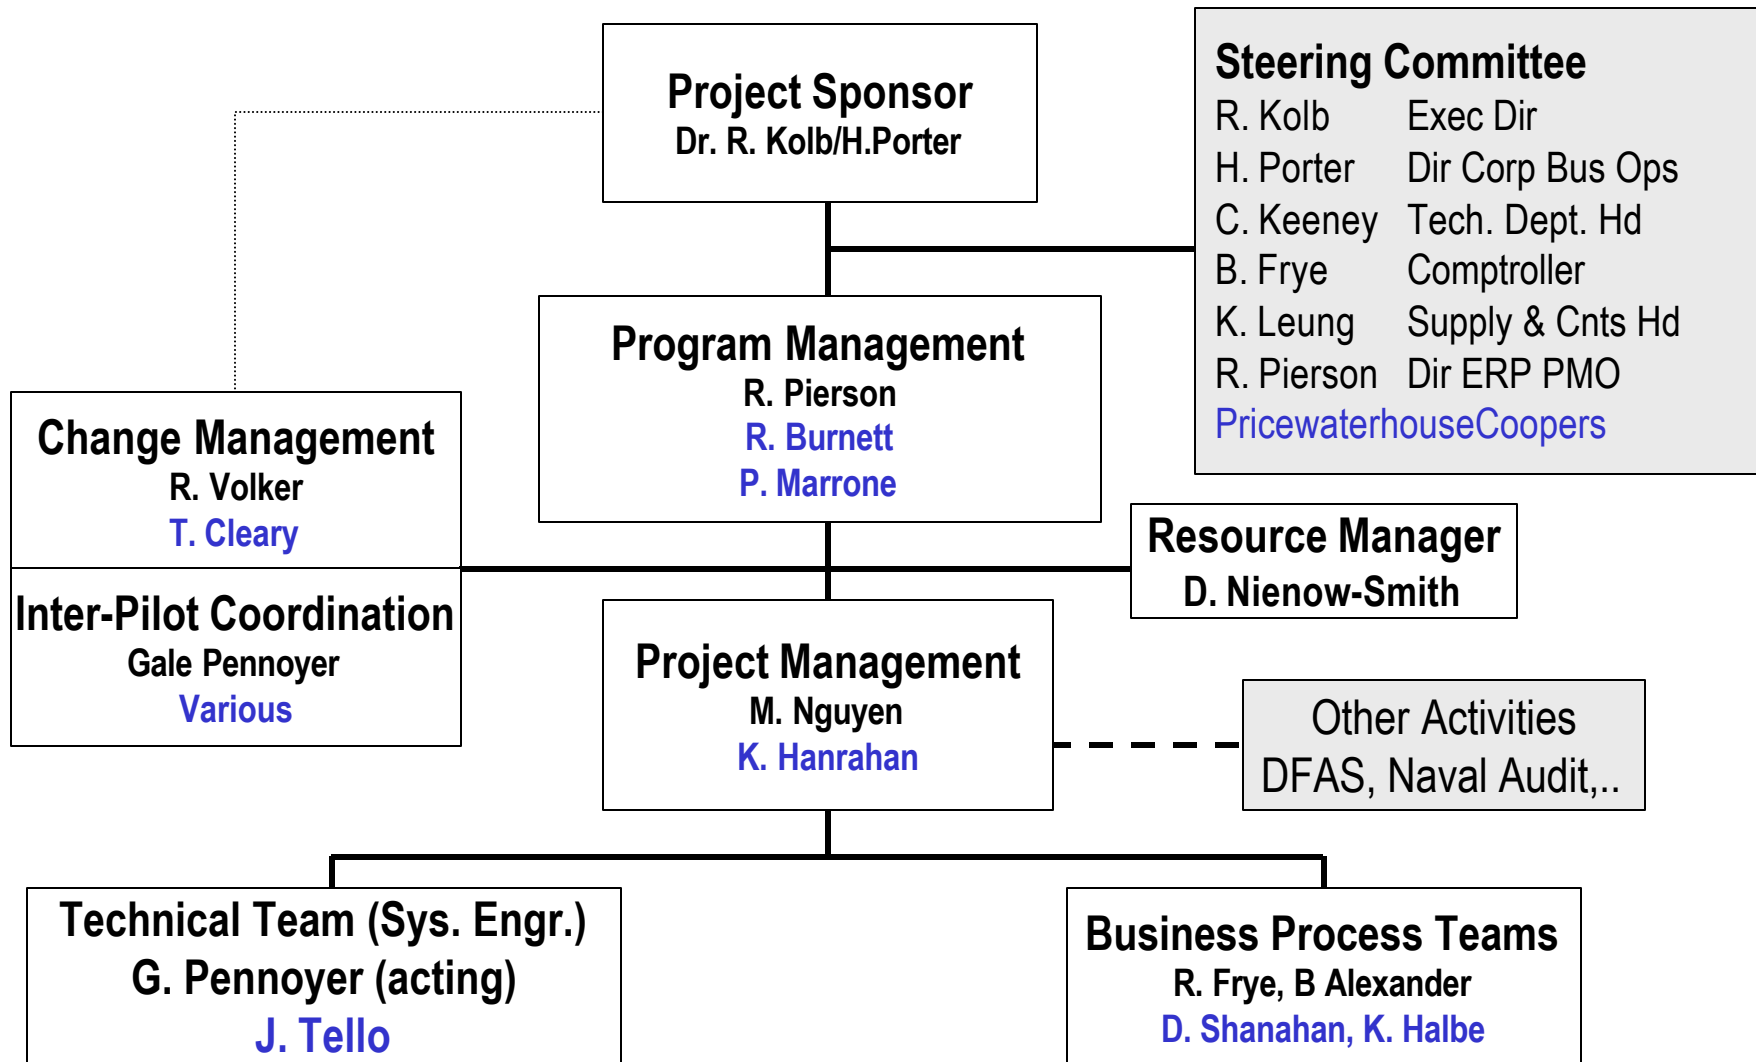 Project Sponsor
Dr. R. Kolb/H.Porter
Steering Committee
R. Kolb Exec Dir
H. Porter Dir Corp Bus Ops
C. Keeney Tech. Dept. Hd
B. Frye Comptroller
K. Leung Supply & Cnts Hd
R. Pierson Dir ERP PMO
PricewaterhouseCoopers
Program Management
R. Pierson
R. Burnett
P. Marrone
Change Management
R. Volker
T. Cleary
Inter-Pilot Coordination
Gale Pennoyer
Various
Resource Manager
D. Nienow-Smith
Project Management
M. Nguyen
K. Hanrahan
Other Activities
DFAS, Naval Audit,..
Technical Team (Sys. Engr.)
G. Pennoyer (acting)
J. Tello
Business Process Teams
R. Frye, B Alexander
D. Shanahan, K. Halbe